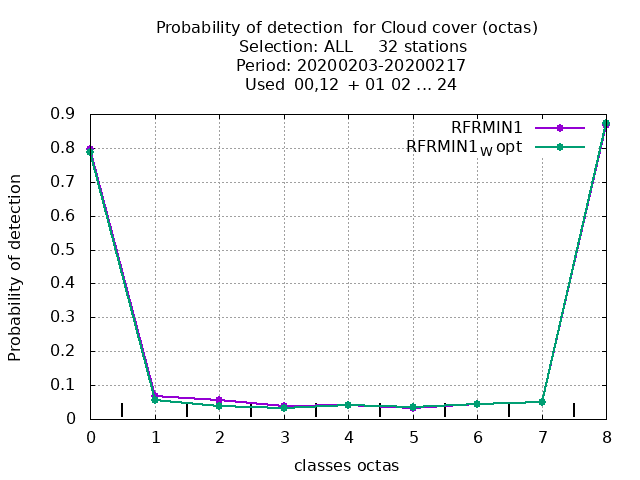 Probability of detection  for Cloud cover (octas)
Selection: ALL     32 stations
Period: 20200203-20200217
Used  00,12  + 01 02 ... 24
RFRMIN1
RFRMIN1W opt
0.9
0.8
0.7
0.6
0.5
0.4
0.3
0.2
0.1
0
Probability of detection
0 1 2 3 4 5 6 7 8
classes octas